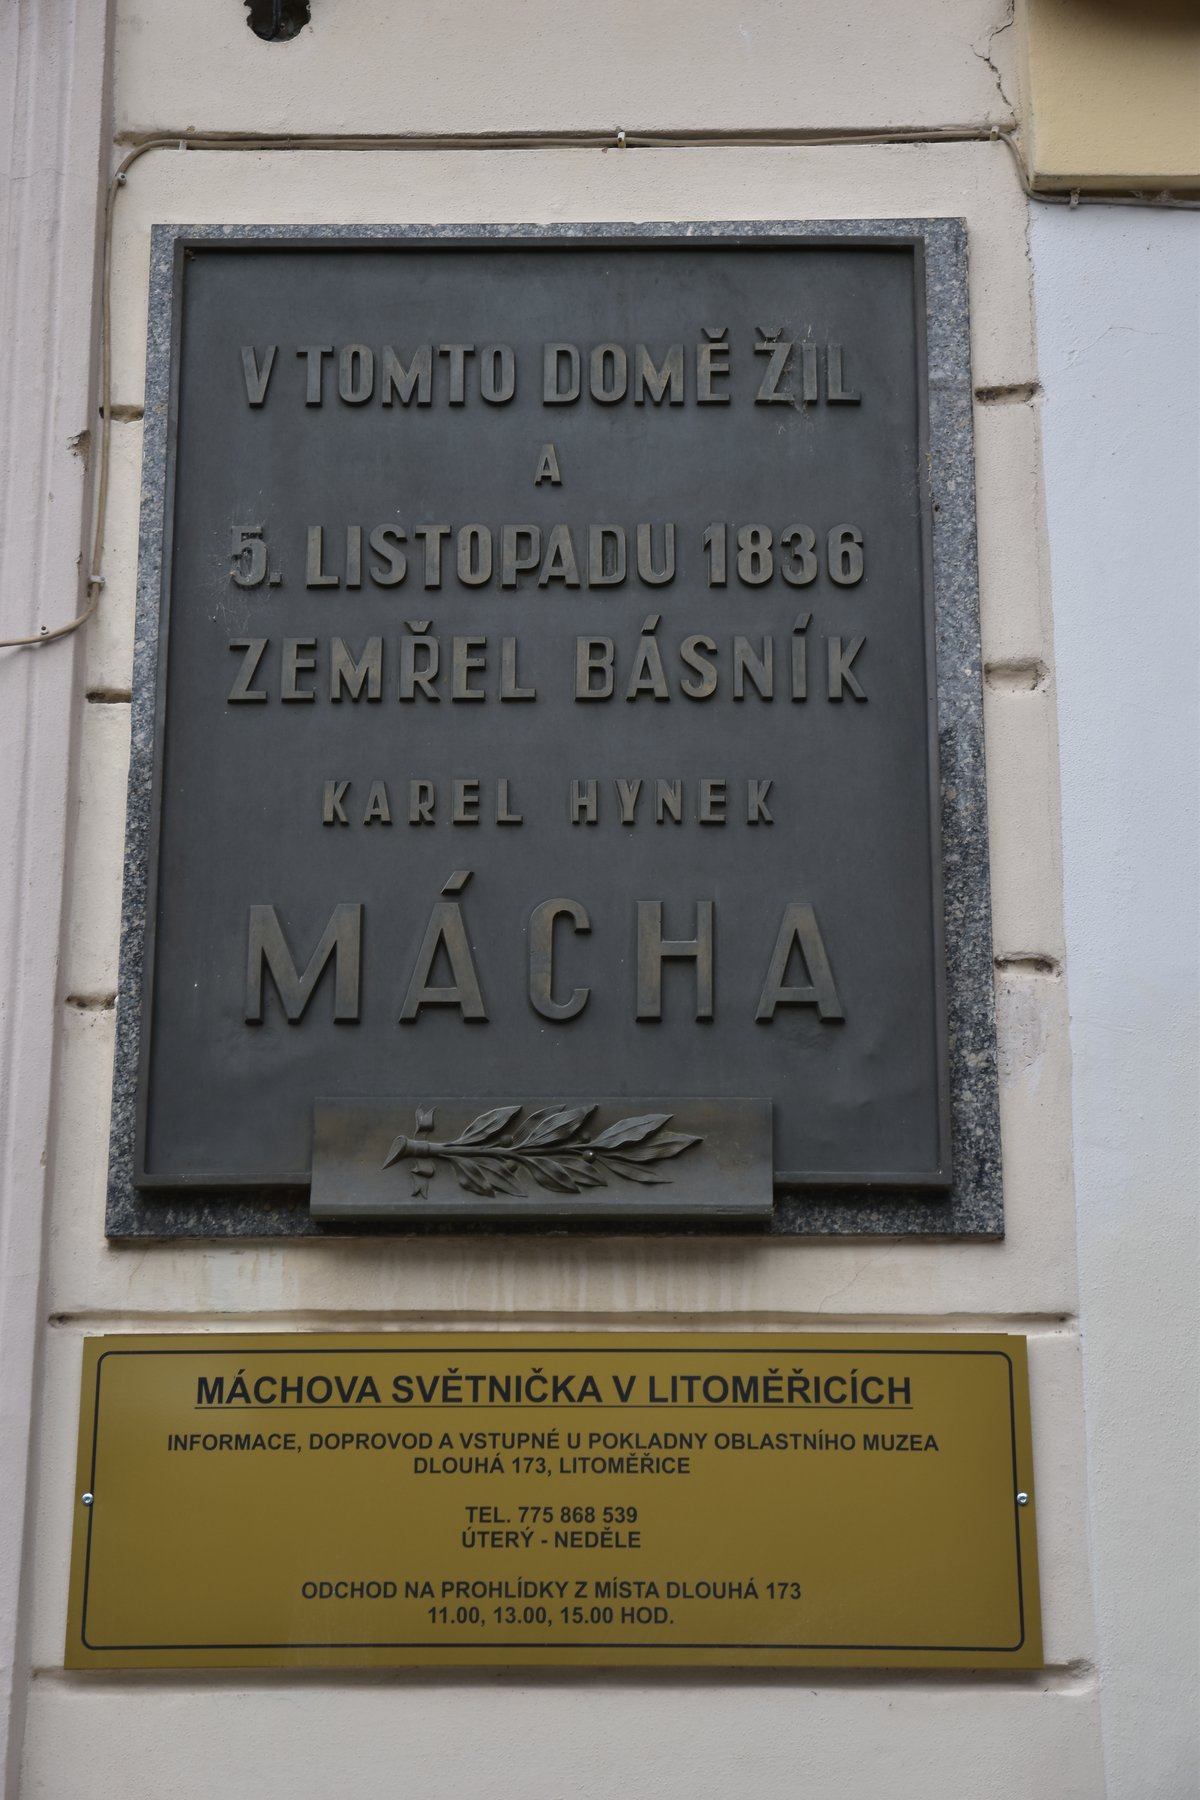 V TOMTO DOMĚ ŽIL
A
5. LISTOPADU 1836
ZEMŘEL BÁSNÍK
KAREL HYNEK
MÁCHA
MÁCHOVA SVĚTNIČKA V LITOMĚŘICÍCH
INFORMACE, DOPROVOD A VSTUPNÉ U POKLADNY OBLASTNÍHO MUZEA
DLOUHÁ 173, LITOMĚŘICE
TEL. 775 868 539
ÚTERÝ - NEDĚLE
ODCHOD NA PROHLÍDKY Z MÍSTA DLOUHÁ 173
11.00, 13.00, 15.00 HOD.